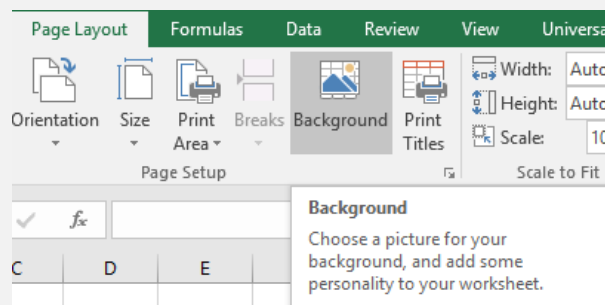 Page Layout Formulas Data Review View
Width:
Height:
Orientation Size Print Breaks Background Print Scale:
Area Titles
Page Setup Scale to Fit
fx
Background
Choose a picture for your
C D E background, and add some
personality to your worksheet.